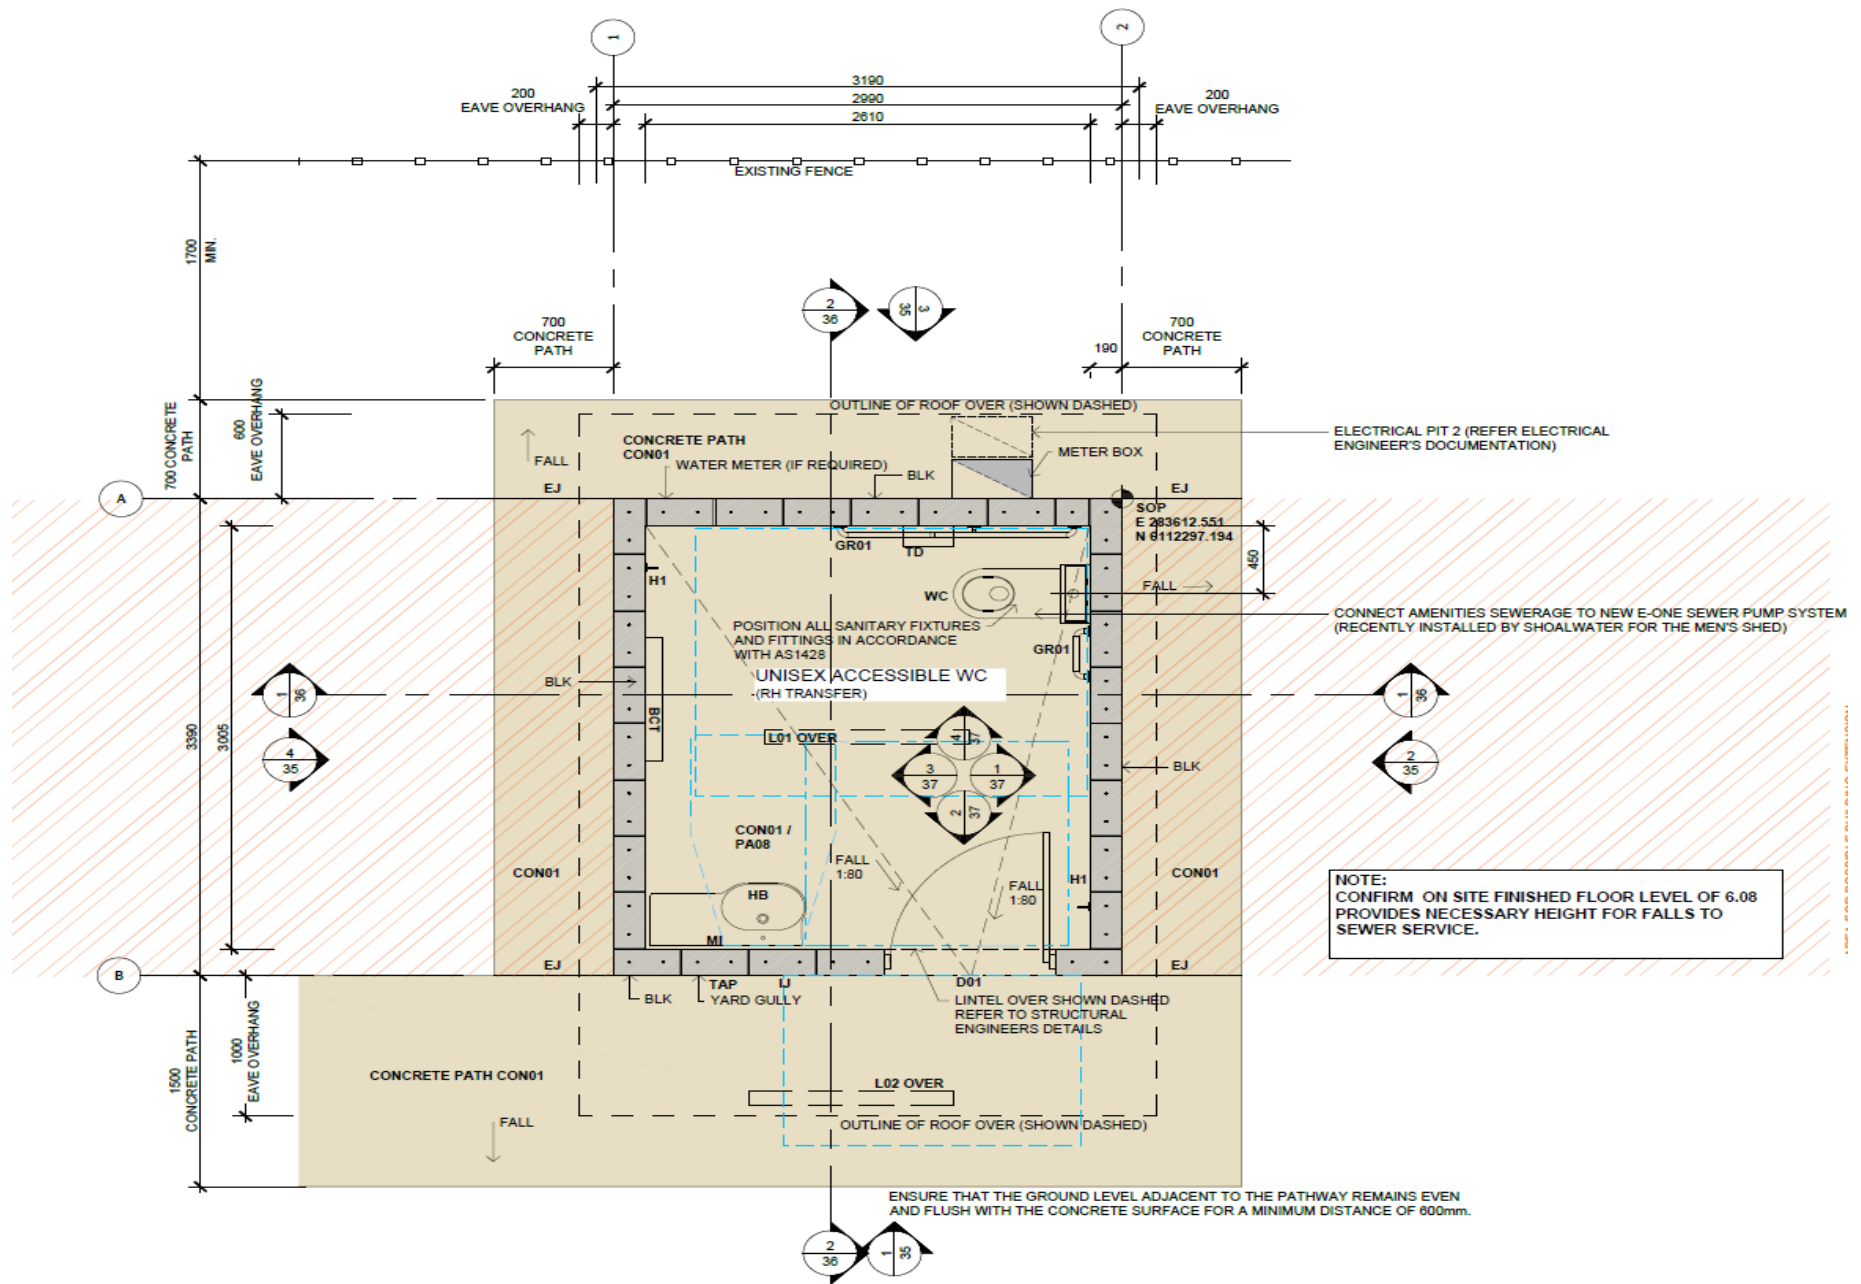 1
2
3190
2990
2610
200
EAVE OVERHANG
200
EAVE OVERHANG
EXISTING FENCE
1700
MIN.
2
36
3
35
700
CONCRETE
PATH
190
700
CONCRETE
PATH
700 CONCRETE
PATH
600
EAVE OVERHANG
OUTLINE OF ROOF OVER (SHOWN DASHED)
CONCRETE PATH
CON01
FALL
WATER METER (IF REQUIRED)
BLK
METER BOX
ELECTRICAL PIT 2 (REFER ELECTRICAL
ENGINEER'S DOCUMENTATION)
A
EJ
EJ
SOP
E 283612.551
N 6112297.194
GR01
TD
H1
WC
FALL
450
CONNECT AMENITIES SEWERAGE TO NEW E-ONE SEWER PUMP SYSTEM
(RECENTLY INSTALLED BY SHOALWATER FOR THE MEN'S SHED)
POSITION ALL SANITARY FIXTURES
AND FITTINGS IN ACCORDANCE
WITH AS1428
GR01
UNISEX ACCESSIBLE WC
(RH TRANSFER)
BLK
1
36
1
36
3390
3005
BCT
L01 OVER
4
37
3
37
1
37
2
37
4
35
2
35
BLK
CON01 /
PA08
FALL
1:80
FALL
1:80
H1
CON01
CON01
HB
MI
NOTE:
CONFIRM ON SITE FINISHED FLOOR LEVEL OF 6.08
PROVIDES NECESSARY HEIGHT FOR FALLS TO
SEWER SERVICE.
B
EJ
EJ
BLK
TAP
YARD GULLY
IJ
D01
LINTEL OVER SHOWN DASHED
REFER TO STRUCTURAL
ENGINEERS DETAILS
1500
CONCRETE PATH
1000
EAVE OVERHANG
CONCRETE PATH CON01
L02 OVER
FALL
OUTLINE OF ROOF OVER (SHOWN DASHED)
ENSURE THAT THE GROUND LEVEL ADJACENT TO THE PATHWAY REMAINS EVEN
AND FLUSH WITH THE CONCRETE SURFACE FOR A MINIMUM DISTANCE OF 600mm.
2
36
1
35